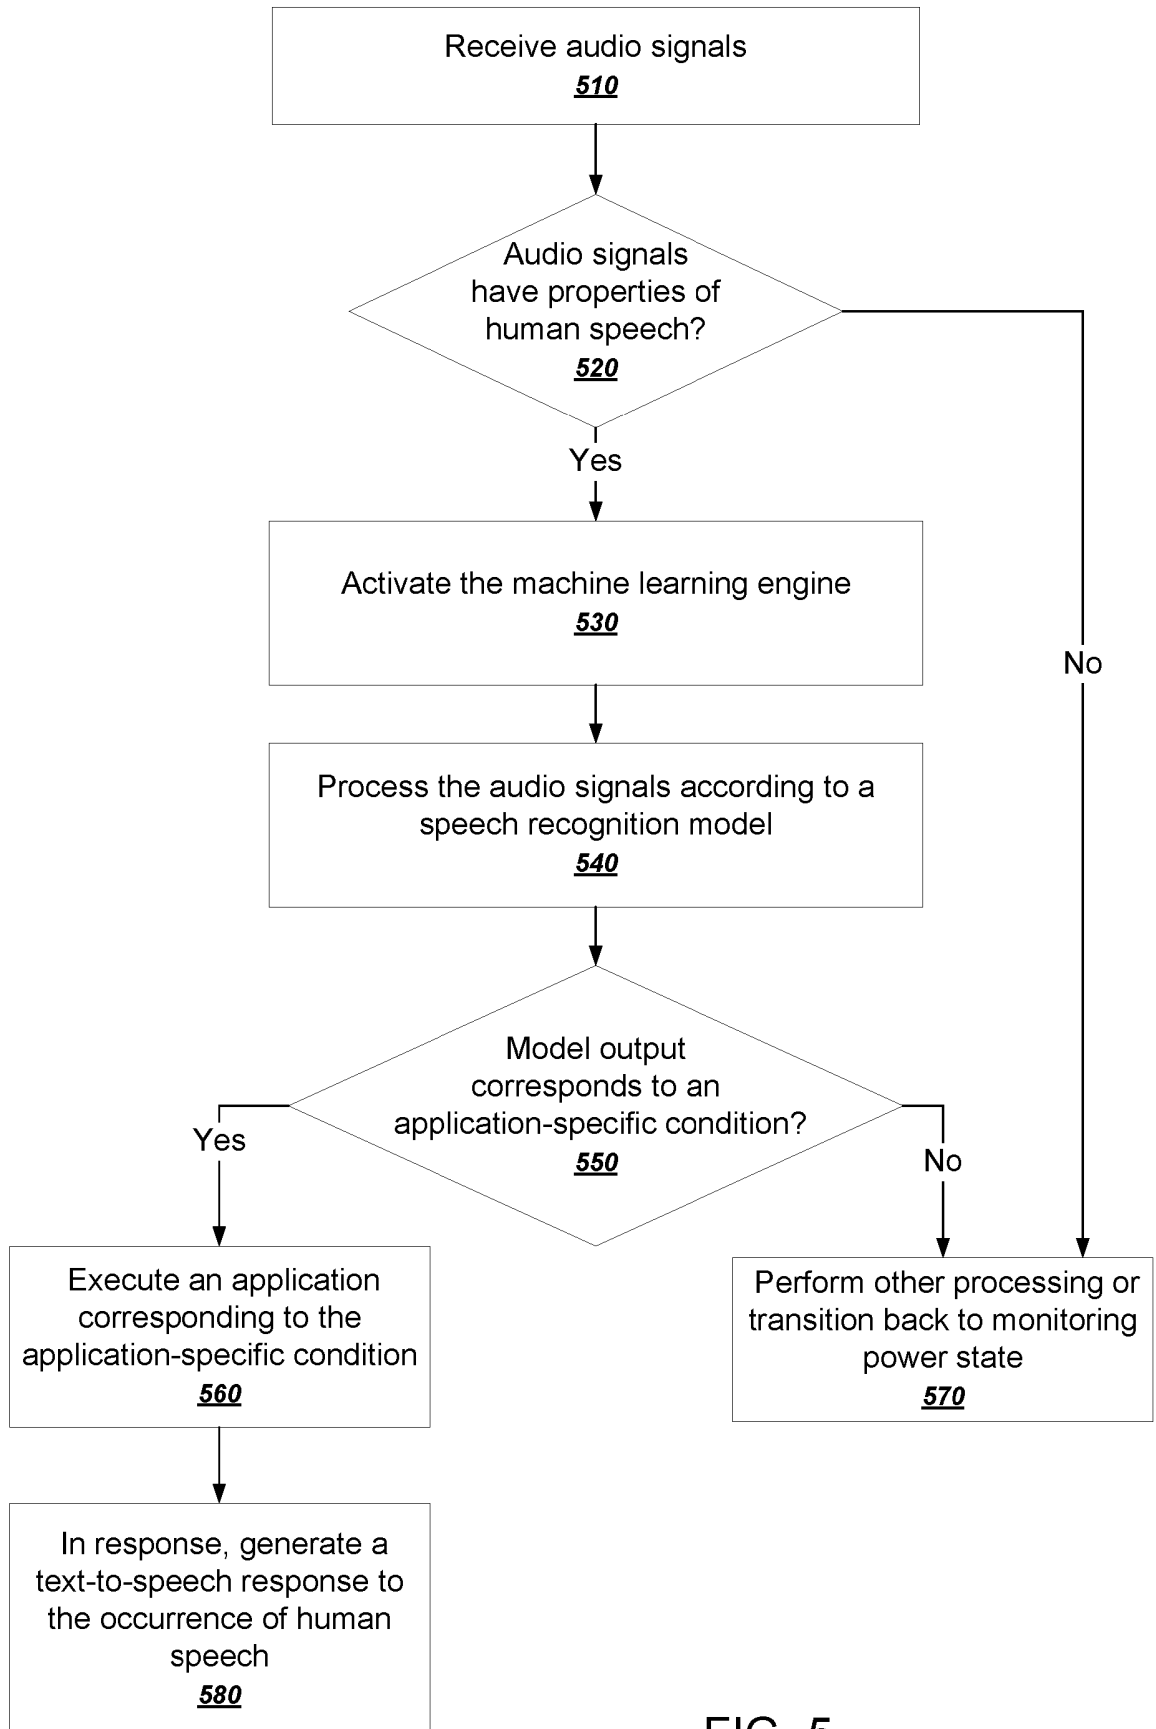 Receive audio signals
510
Audio signals
have properties of
human speech?
520
Yes
Activate the machine learning engine
530
No
Process the audio signals according to a
speech recognition model
540
Model output
corresponds to an
application-specific condition?
550
Yes
No
Execute an application
corresponding to the
application-specific condition
560
Perform other processing or
transition back to monitoring
power state
570
In response, generate a
text-to-speech response to
the occurrence of human
speech
580
FIG. 5